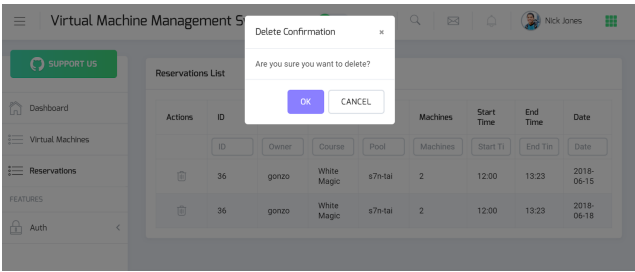 Virtual Machine Management S
Nick Jones
SUPPORT US
Dashboard
Virtual Machines
Reservations
FEATURES
Auth
Delete Confirmation ×
Are you sure you want to delete?
OK CANCEL
Reservations List
Actions ID Machines Start Time End Time Date
ID Owner Course Pool Machines Start Ti End Tin Date
36 gonzo White Magic s7n-tai 2 12:00 13:23 2018-06-15
36 gonzo White Magic s7n-tai 2 12:00 13:23 2018-06-18